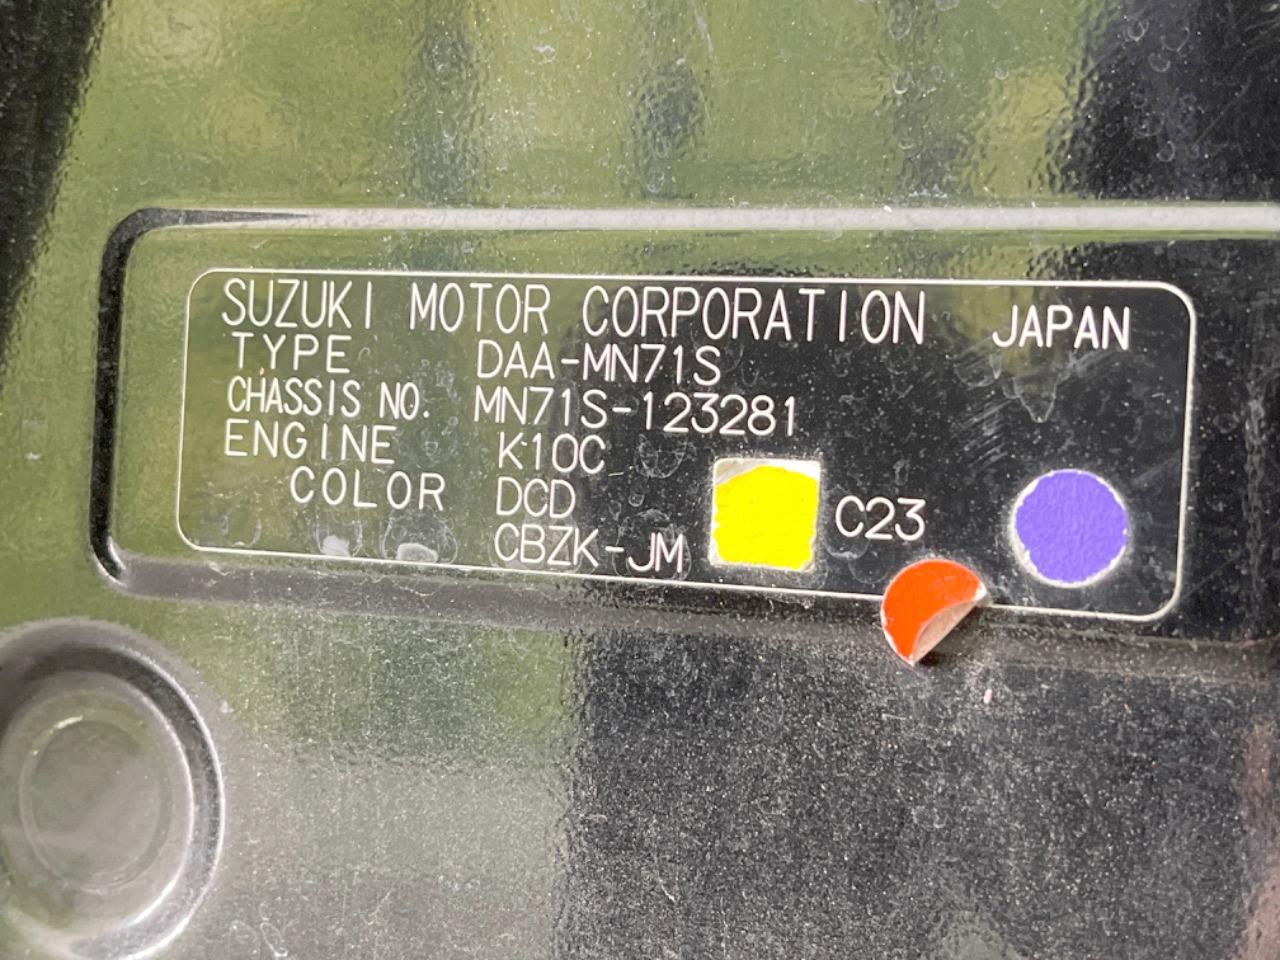 SUZUKI MOTOR CORPORATION JAPAN
TYPE DAA-MN71S
CHASSIS NO. MN71S-123281
ENGINE K10C
COLOR DCD
CBZK-JM C23